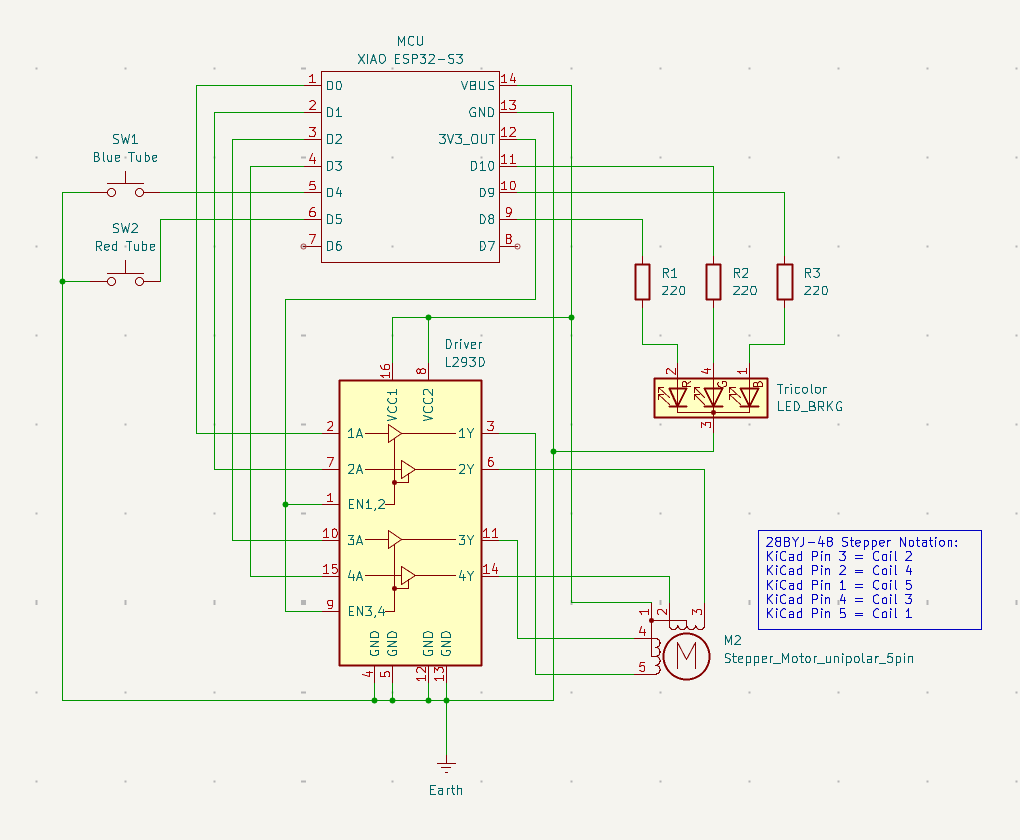 MCU
XIAO ESP32-S3
1 D0 VBUS 14
2 D1 GND 13
3 D2 3V3_OUT 12
4 D3 D10 11
5 D4 D9 10
6 D5 D8 9
7 D6 D7 8
SW1
Blue Tube
SW2
Red Tube
R1
220
R2
220
R3
220
Driver
L293D
16 8
VCC1 VCC2
2 1A 1Y 3
7 2A 2Y 6
1 EN1,2
10 3A 3Y 11
15 4A 4Y 14
9 EN3,4
GND GND GND GND
4 5 12 13
2 4 1
R G B
3
Tricolor
LED_BRKG
28BYJ-48 Stepper Notation:
KiCad Pin 3 = Coil 2
KiCad Pin 2 = Coil 4
KiCad Pin 1 = Coil 5
KiCad Pin 4 = Coil 3
KiCad Pin 5 = Coil 1
1 2 3
4
5
M
M2
Stepper_Motor_unipolar_5pin
Earth